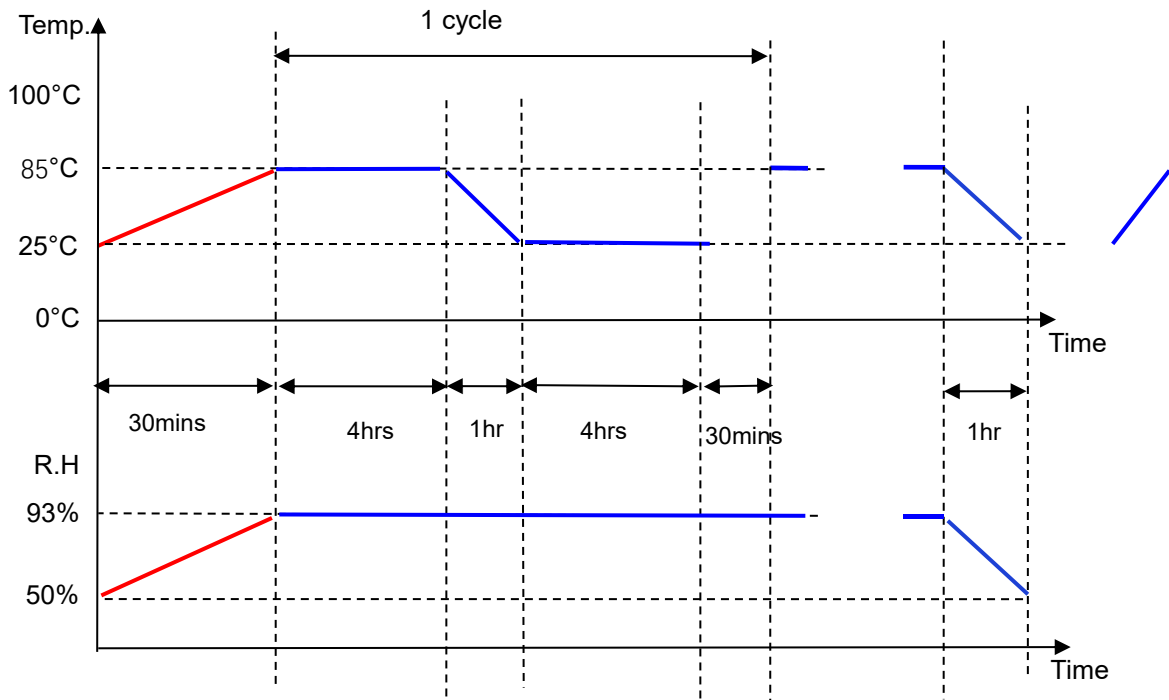 1 cycle
Temp.
100°C
85°C
25°C
0°C
Time
30mins
4hrs
1hr
4hrs
30mins
1hr
R.H
93%
50%
Time